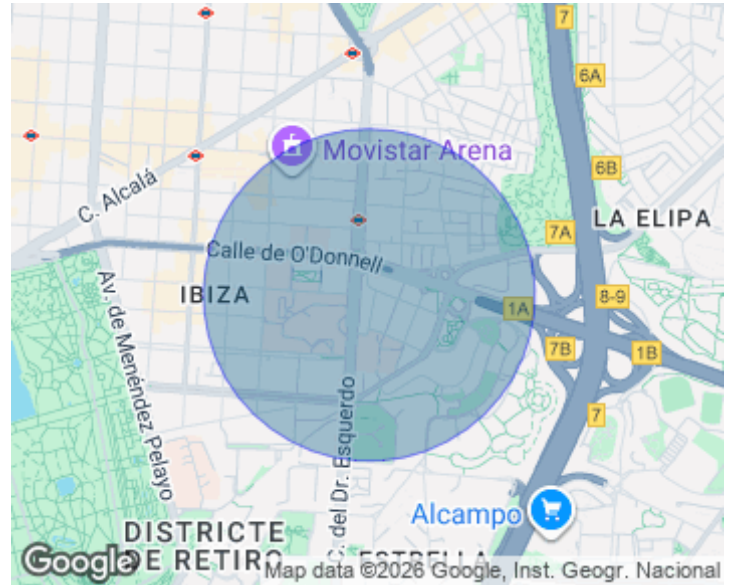 7
6A
Movistar Arena
6B
C. Alcalá
LA ELIPA
7A
Calle de O'Donnell
IBIZA
8-9
1A
7B
1B
Av. de Menéndez Pelayo
C. del Dr. Esquerdo
7
Alcampo
DISTRICTE
DE RETIRO
ESTRELLA
Google
Map data ©2026 Google, Inst. Geogr. Nacional